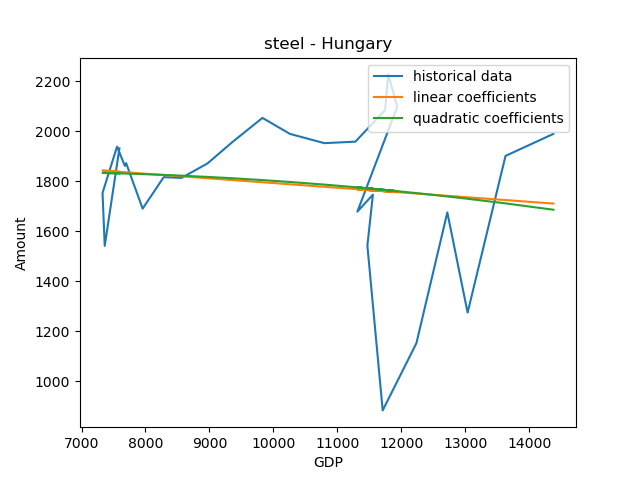 steel - Hungary
historical data
linear coefficients
quadratic coefficients
2200
2000
1800
1600
1400
1200
1000
Amount
7000 8000 9000 10000 11000 12000 13000 14000
GDP